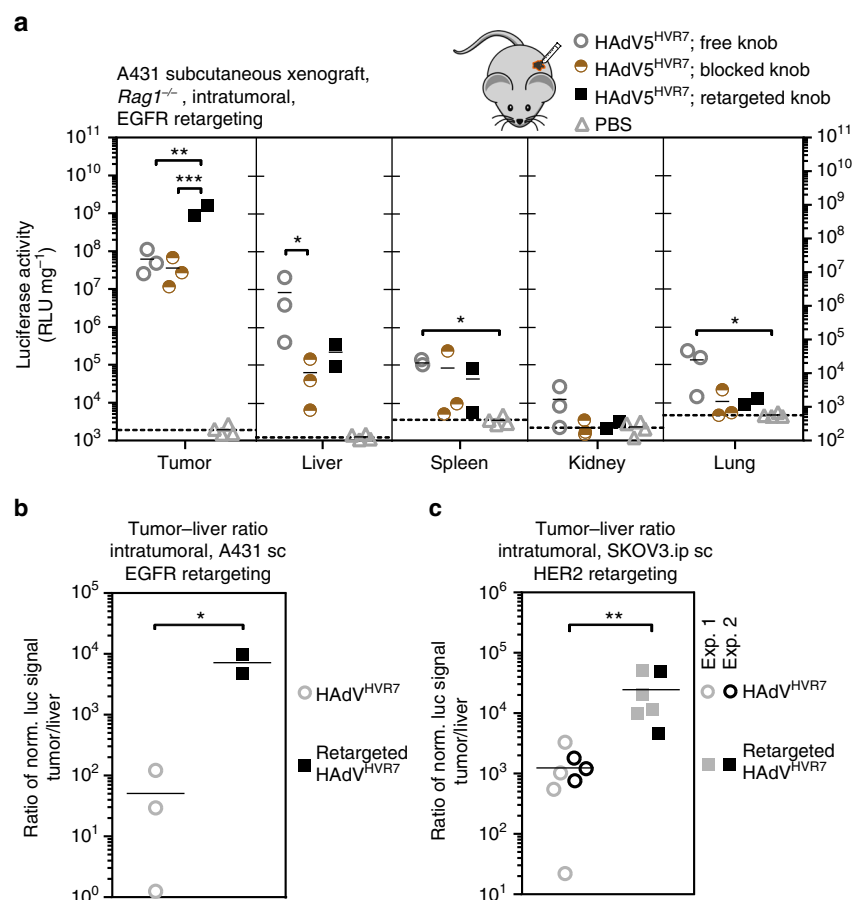 a
A431 subcutaneous xenograft,
Rag1⁻/⁻ , intratumoral,
EGFR retargeting
HAdV5ᴴⱽᴿ⁷; free knob
HAdV5ᴴⱽᴿ⁷; blocked knob
HAdV5ᴴⱽᴿ⁷; retargeted knob
PBS
Luciferase activity
(RLU mg⁻¹)
10¹¹
10¹⁰
10⁹
10⁸
10⁷
10⁶
10⁵
10⁴
10³
**
***
*
*
*
10¹¹
10¹⁰
10⁹
10⁸
10⁷
10⁶
10⁵
10⁴
10³
10²
Tumor Liver Spleen Kidney Lung
b
Tumor–liver ratio
intratumoral, A431 sc
EGFR retargeting
Ratio of norm. luc signal
tumor/liver
10⁵
10⁴
10³
10²
10¹
10⁰
*
HAdVᴴⱽᴿ⁷
Retargeted
HAdVᴴⱽᴿ⁷
c
Tumor–liver ratio
intratumoral, SKOV3.ip sc
HER2 retargeting
Ratio of norm. luc signal
tumor/liver
10⁶
10⁵
10⁴
10³
10²
10¹
**
Exp. 1
Exp. 2
HAdVᴴⱽᴿ⁷
Retargeted
HAdVᴴⱽᴿ⁷